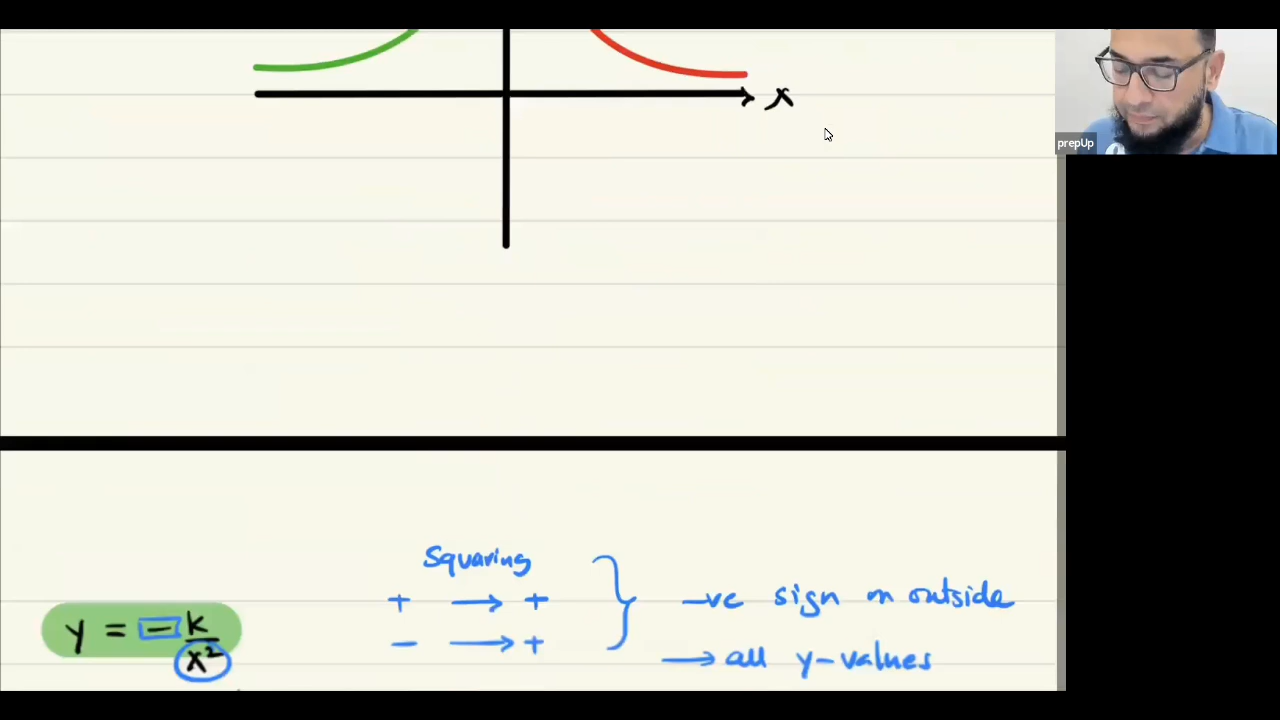 x
prepUp
Squaring
+ → +
- → +
-ve sign on outside
→ all y-values
y = -k/x²